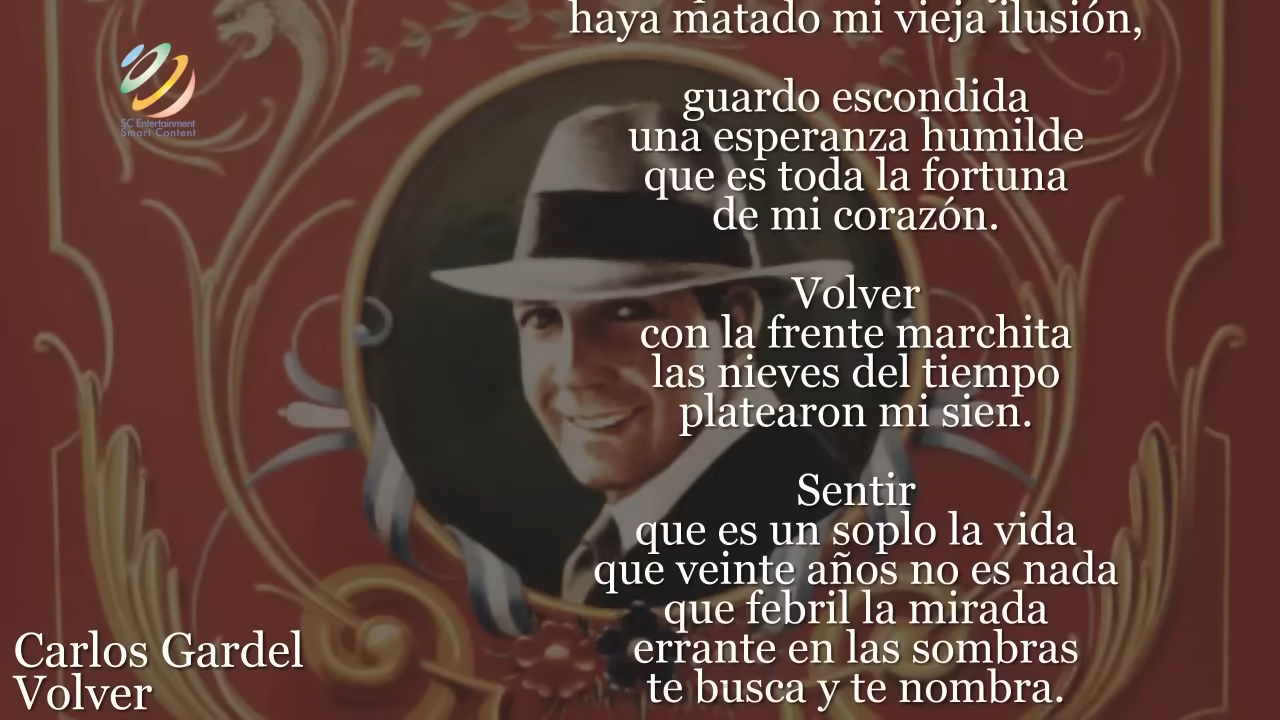 haya matado mi vieja ilusión,
guardo escondida
una esperanza humilde
que es toda la fortuna
de mi corazón.
Volver
con la frente marchita
las nieves del tiempo
platearon mi sien.
Sentir
que es un soplo la vida
que veinte años no es nada
que febril la mirada
errante en las sombras
te busca y te nombra.
SC Entertainment
Smart Content
Carlos Gardel
Volver